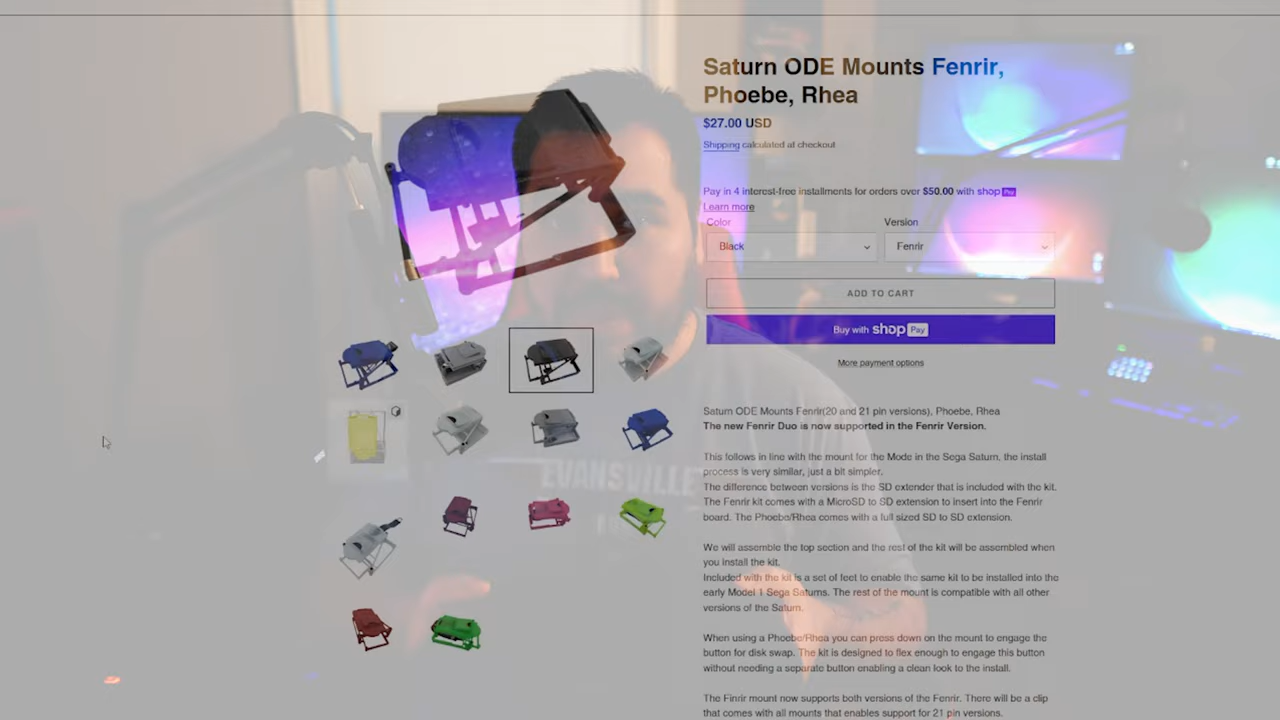 Saturn ODE Mounts Fenrir,
Phoebe, Rhea
$27.00 USD
Shipping calculated at checkout
Pay in 4 interest-free installments for orders over $50.00 with shop Pay
Learn more
Color
Version
Black
Fenrir
ADD TO CART
Buy with shop Pay
More payment options
Saturn ODE Mounts Fenrir(20 and 21 pin versions), Phoebe, Rhea
The new Fenrir Duo is now supported in the Fenrir Version.
This follows in line with the mount for the Mode in the Sega Saturn, the install
process is very similar, just a bit simpler.
The difference between versions is the SD extender that is included with the kit.
The Fenrir kit comes with a MicroSD to SD extension to insert into the Fenrir
board. The Phoebe/Rhea comes with a full sized SD to SD extension.
We will assemble the top section and the rest of the kit will be assembled when
you install the kit.
Included with the kit is a set of feet to enable the same kit to be installed into the
early Model 1 Sega Saturns. The rest of the mount is compatible with all other
versions of the Saturn.
When using a Phoebe/Rhea you can press down on the mount to engage the
button for disk swap. The kit is designed to flex enough to engage this button
without needing a separate button enabling a clean look to the install.
The Finrir mount now supports both versions of the Fenrir. There will be a clip
that comes with all mounts that enables support for 21 pin versions.
EVANSVILLE